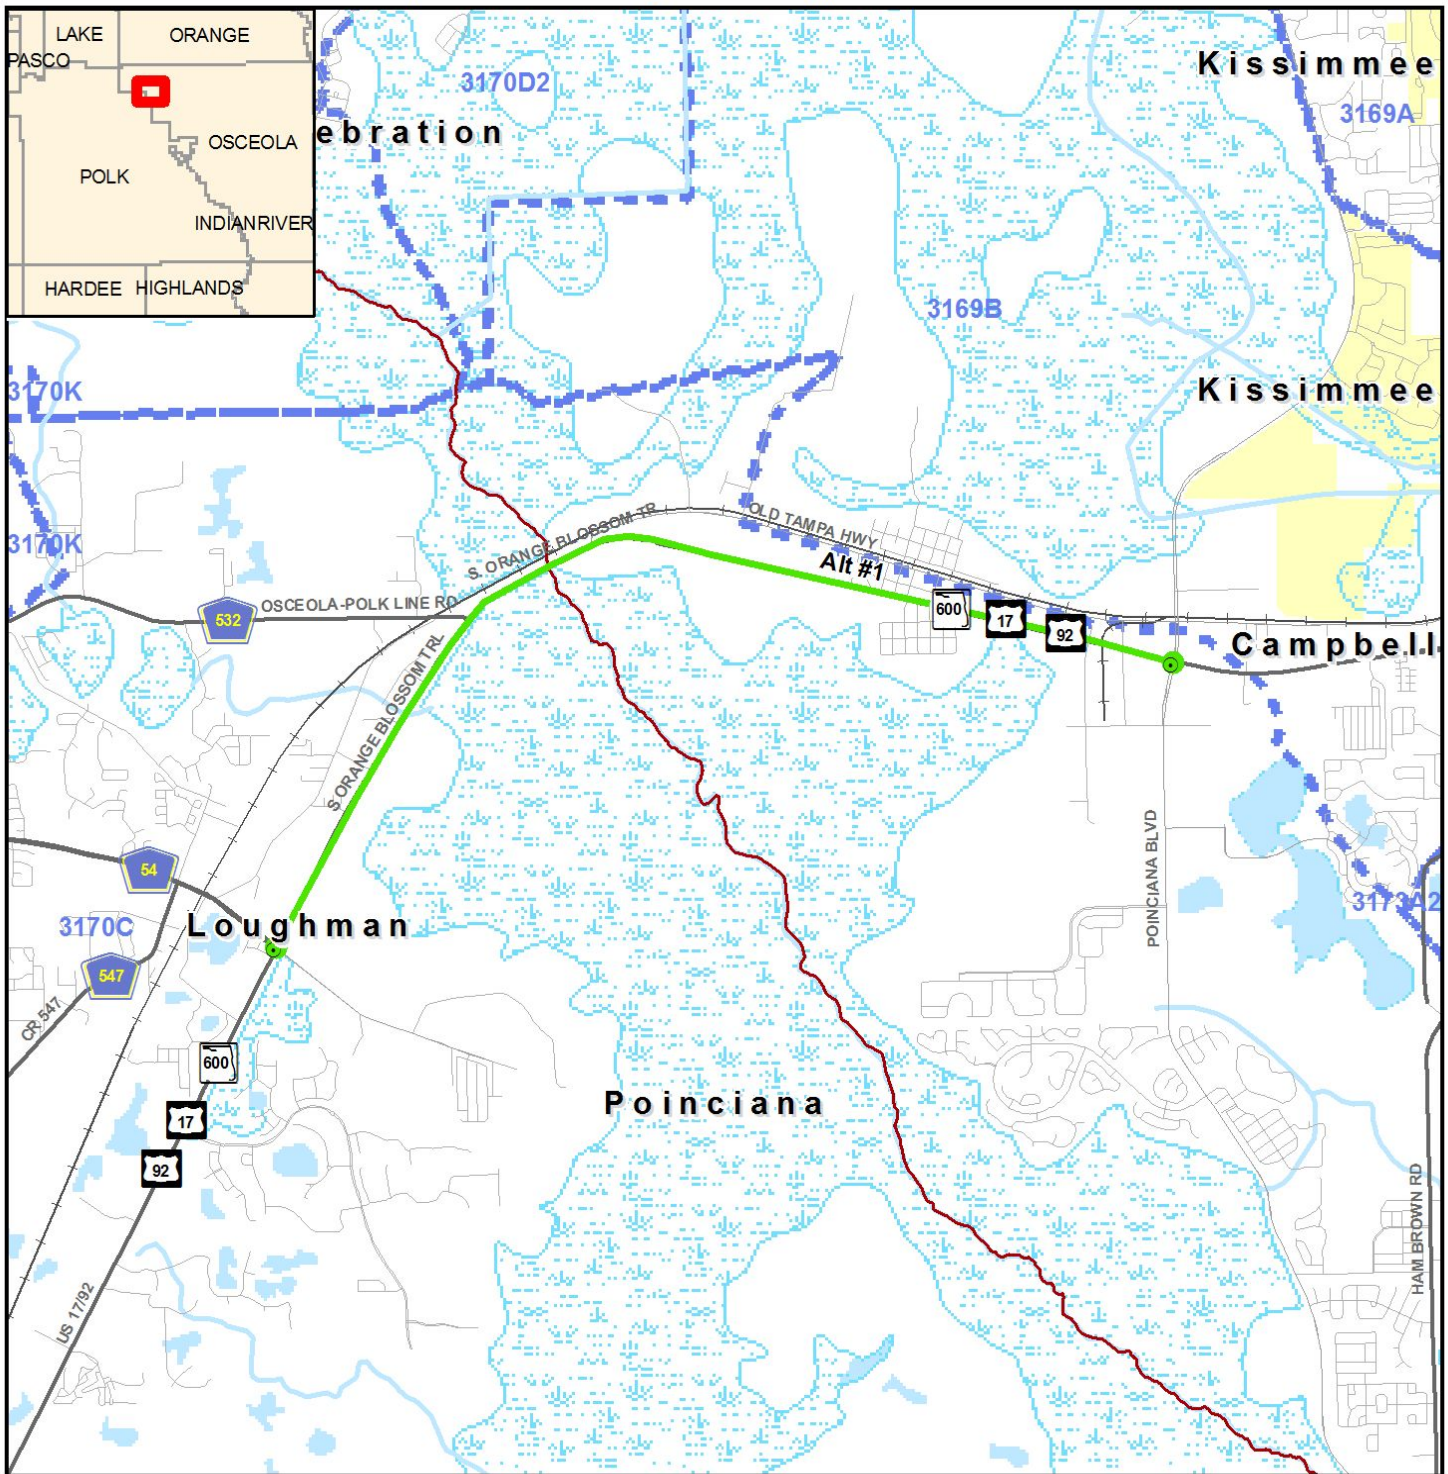 LAKE
ORANGE
PASCO
OSCEOLA
POLK
INDIAN RIVER
HARDEE
HIGHLANDS
3170D2
ebration
Kissimmee
3169A
3169B
3170K
Kissimmee
3170K
S. ORANGE BLOSSOM TR
OLD TAMPA HWY
Alt #1
OSCEOLA-POLK LINE RD
532
600
17
92
Campbell
S ORANGE BLOSSOM TRL
POINCIANA BLVD
54
3170C
Loughman
3173A2
547
CR 547
600
17
92
Poinciana
HAM BROWN RD
US 17/92